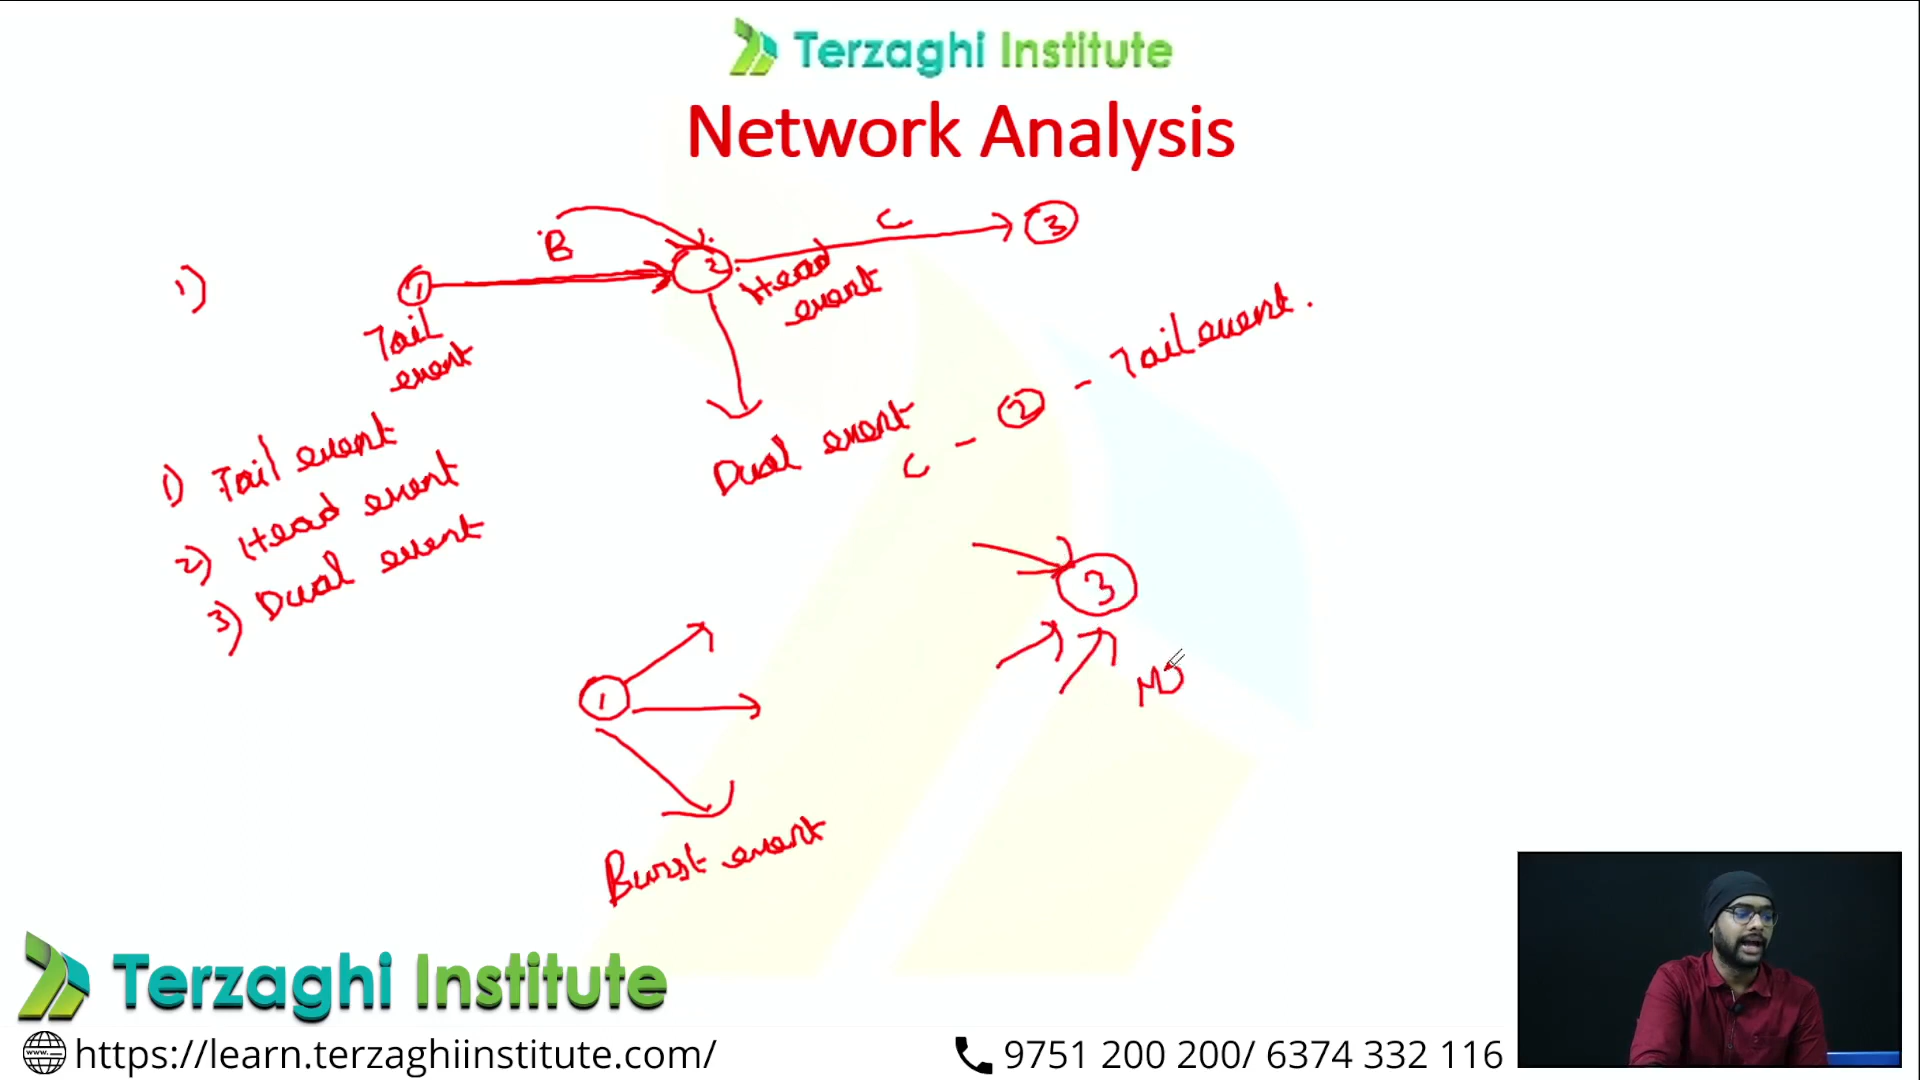 Terzaghi Institute
Network Analysis
B
C
3
1)
1
2
Head
event
Tail
event
C - 2 - Tail event.
Dual event
1) Tail event
2) Head event
3) Dual event
3
1
Burst event
Terzaghi Institute
www.
https://learn.terzaghiinstitute.com/
9751 200 200/ 6374 332 116